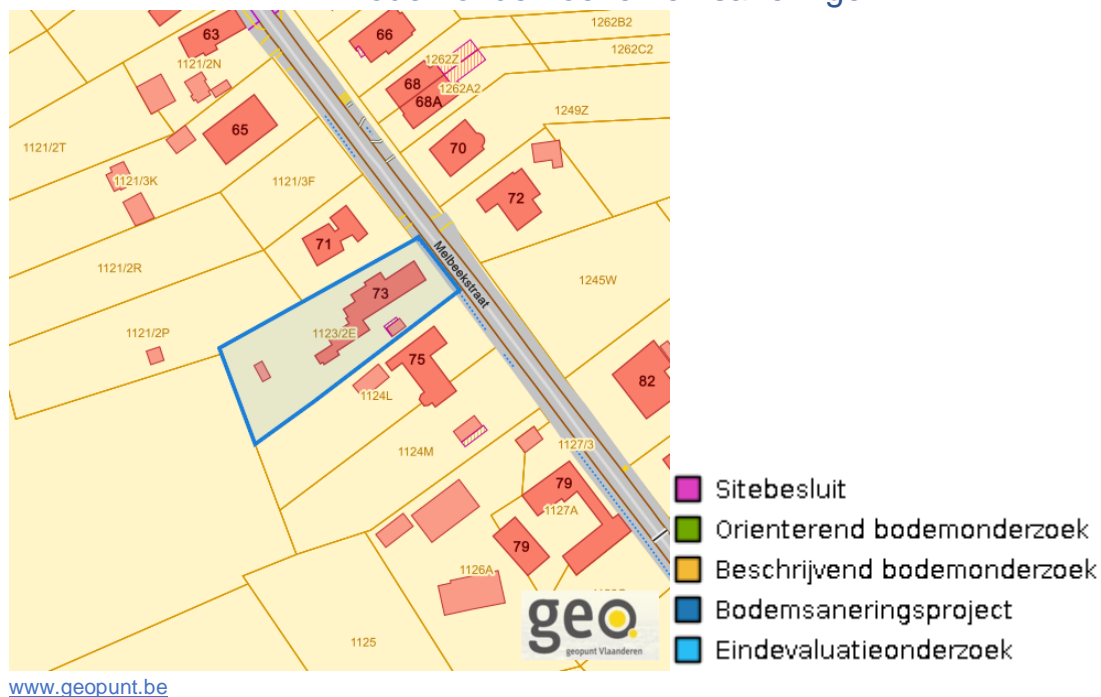 63
66
1262B2
1262C2
1121/2N
1262Z
68
1262A2
68A
1249Z
65
70
1121/2T
1121/3K
1121/3F
72
71
Melbeekstraat
1121/2R
1245W
73
1121/2P
1123/2E
75
82
1124L
1124M
1127/3
79
1127A
79
1126A
1125
geo
geopunt Vlaanderen
Sitebesluit
Orienterend bodemonderzoek
Beschrijvend bodemonderzoek
Bodemsaneringsproject
Eindevaluatieonderzoek
www.geopunt.be